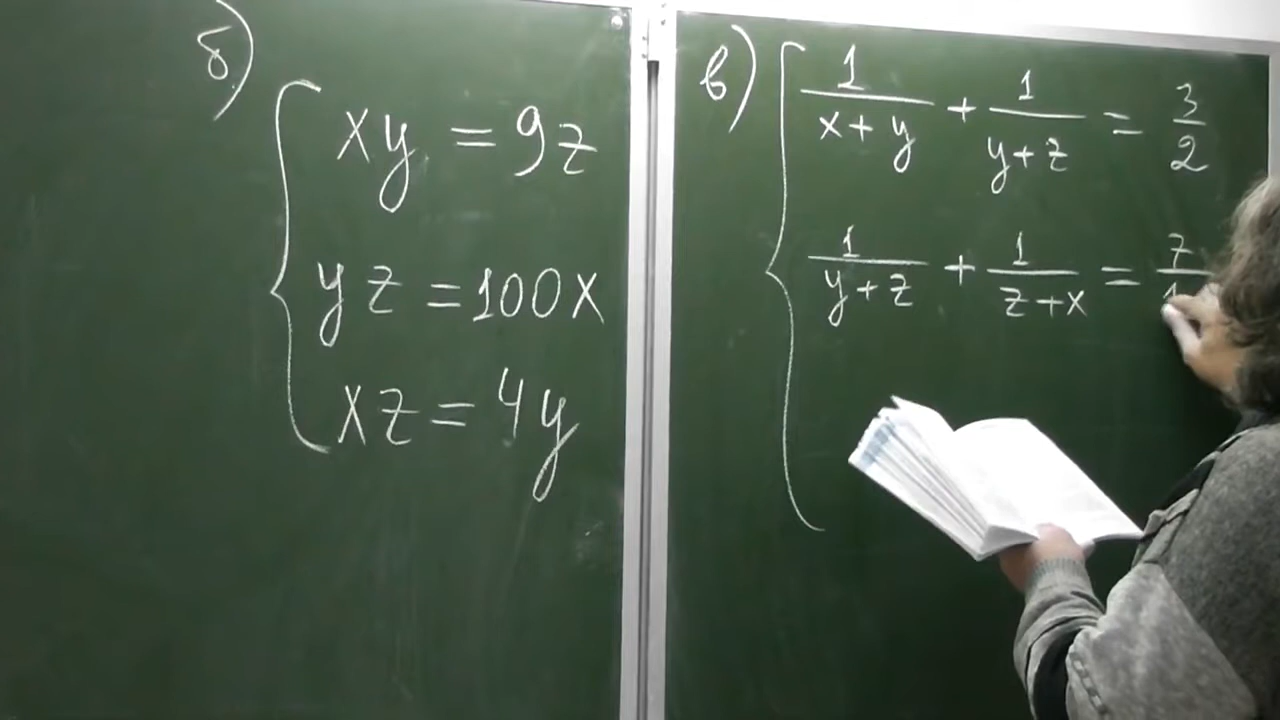 б)
xy = 9z
yz = 100x
xz = 4y
в)
1/(x+y) + 1/(y+z) = 3/2
1/(y+z) + 1/(z+x) = 7/